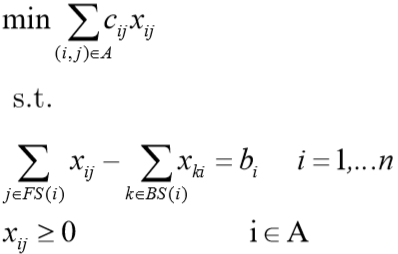 min ∑ c_{ij} x_{ij}
(i,j)∈A
s.t.
∑ x_{ij} − ∑ x_{ki} = b_i   i = 1,...n
j∈FS(i)   k∈BS(i)
x_{ij} ≥ 0   i ∈ A